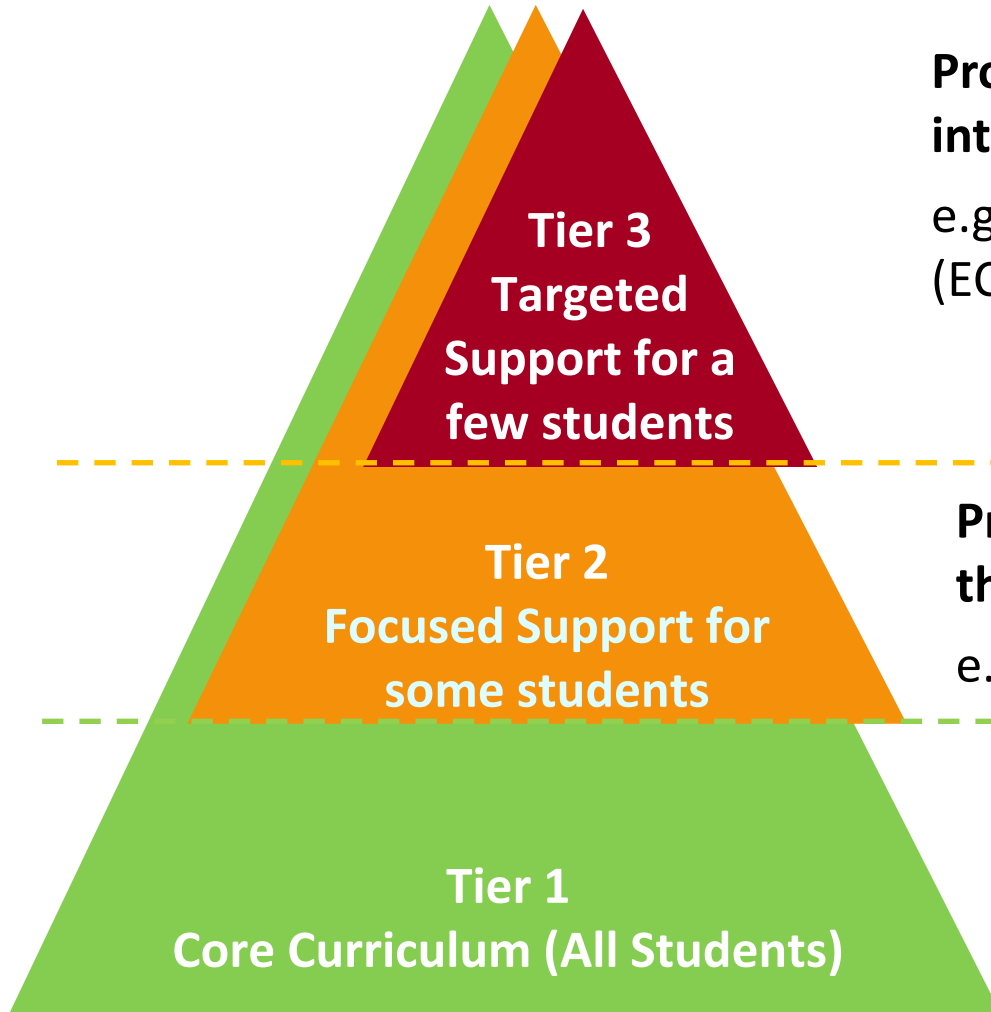 Tier 3
Targeted
Support for a
few students
Tier 2
Focused Support for
some students
Tier 1
Core Curriculum (All Students)